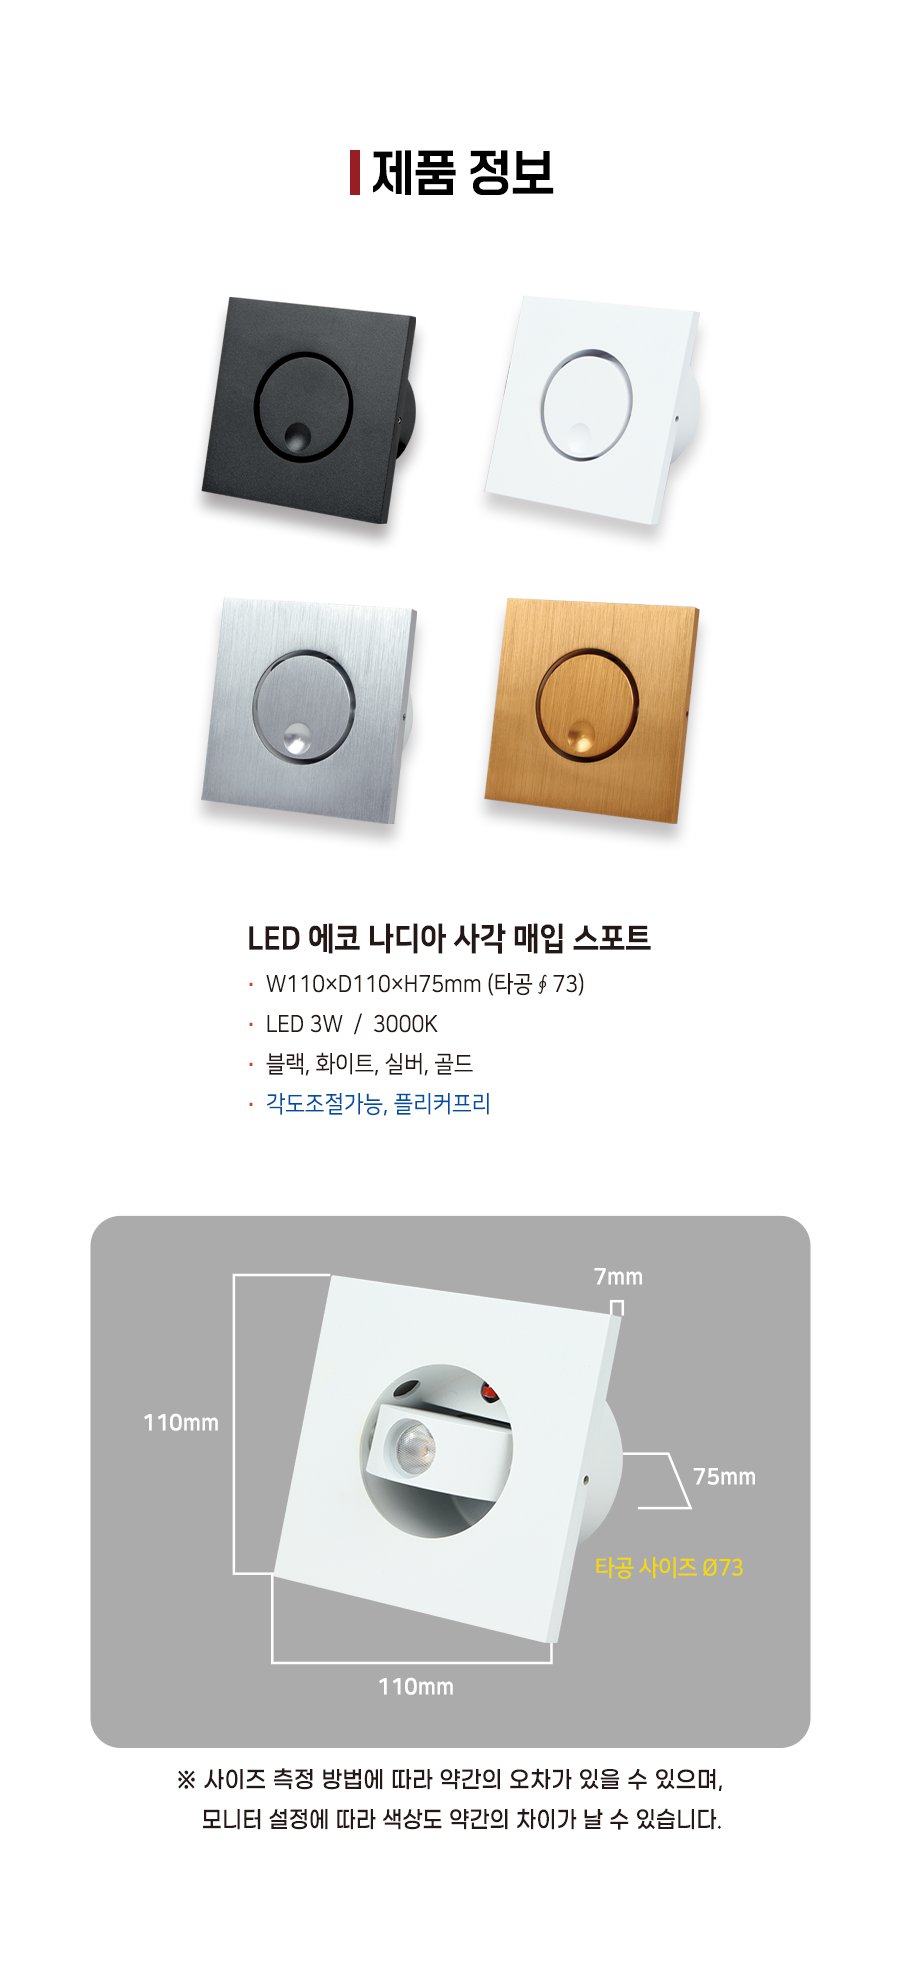 제품 정보
LED 에코 나디아 사각 매입 스포트
· W110×D110×H75mm (타공∮73)
· LED 3W / 3000K
· 블랙, 화이트, 실버, 골드
· 각도조절가능, 플리커프리
7mm
110mm
75mm
타공 사이즈 Ø73
110mm
※ 사이즈 측정 방법에 따라 약간의 오차가 있을 수 있으며,
모니터 설정에 따라 색상도 약간의 차이가 날 수 있습니다.